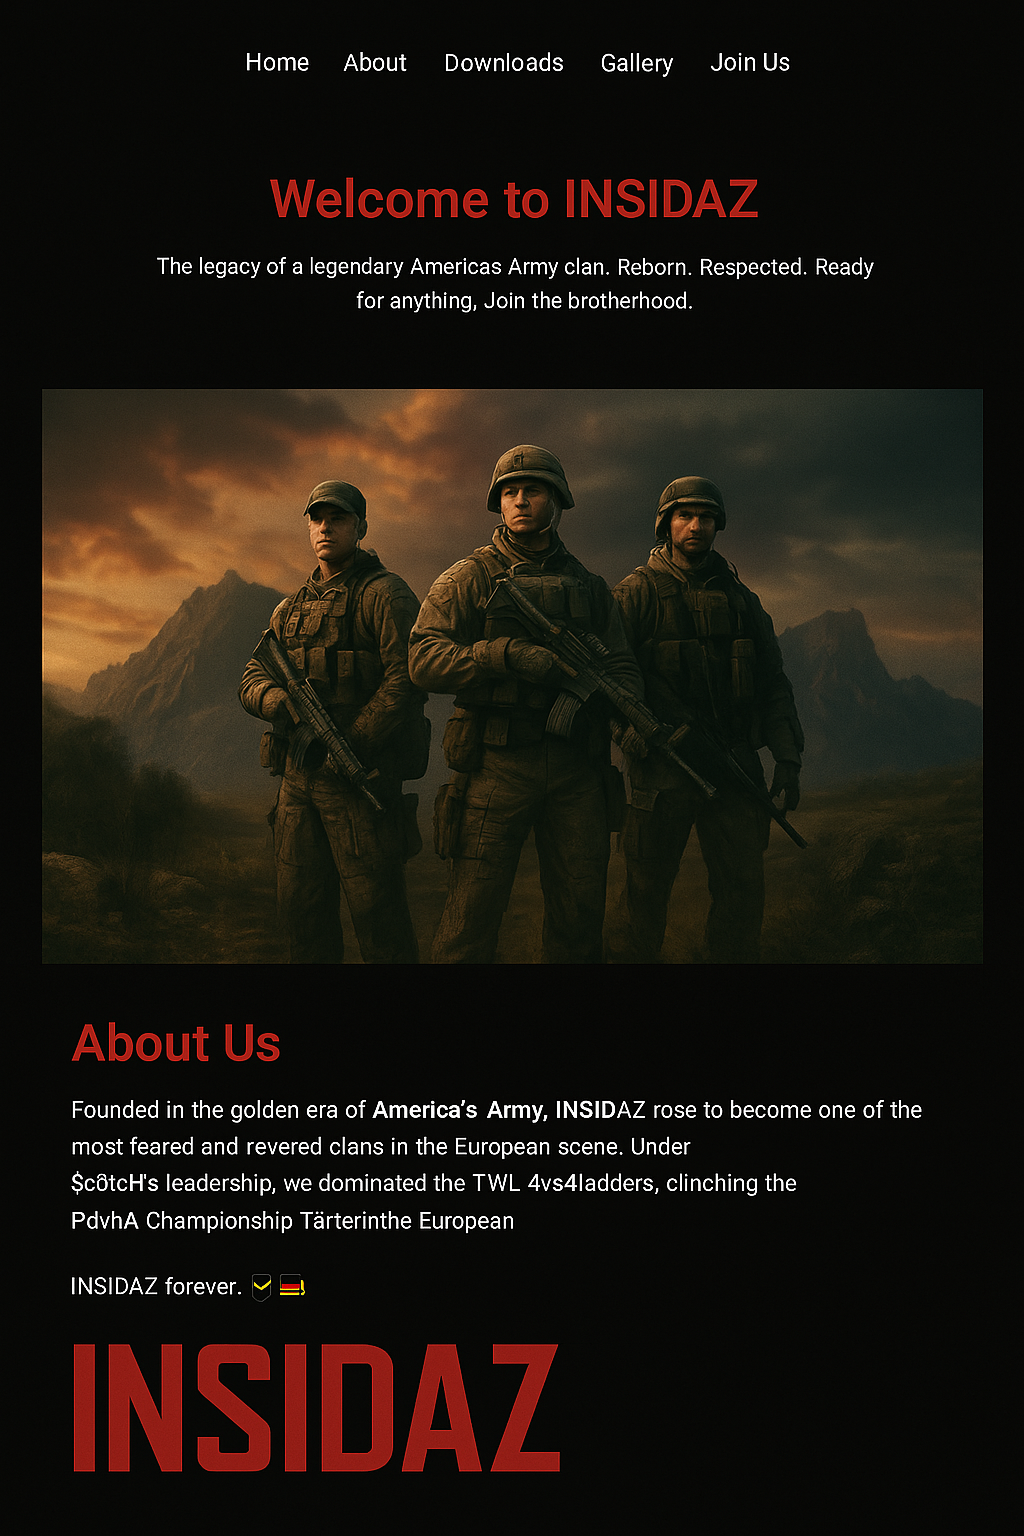 Home About Downloads Gallery Join Us
Welcome to INSIDAZ
The legacy of a legendary Americas Army clan. Reborn. Respected. Ready
for anything, Join the brotherhood.
About Us
Founded in the golden era of America's Army, INSIDAZ rose to become one of the
most feared and revered clans in the European scene. Under
$cõtcH's leadership, we dominated the TWL 4vs4ladders, clinching the
PdvhA Championship Tärterinthe European
INSIDAZ forever.
INSIDAZ